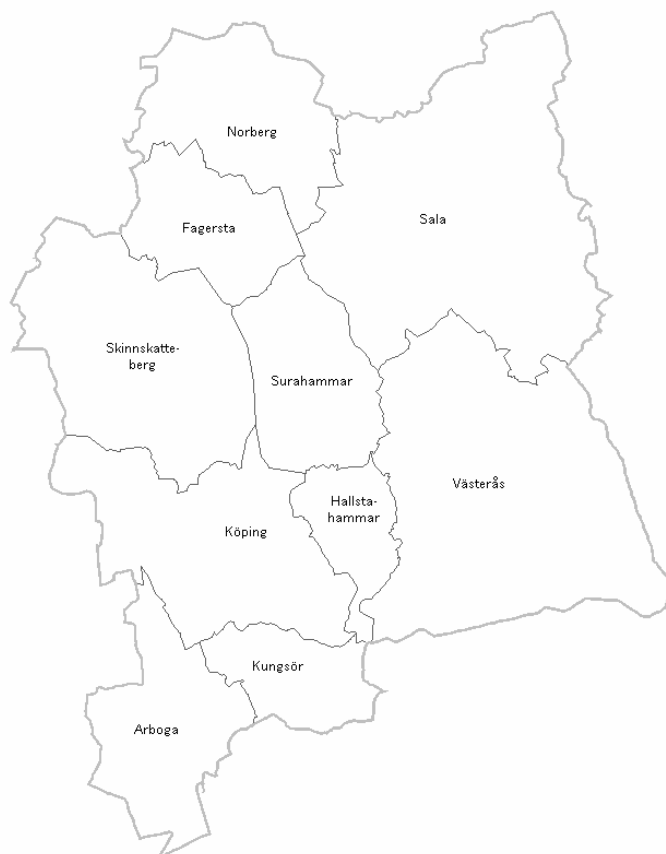 Norberg
Fagersta
Sala
Skinnskatte-
berg
Surahammar
Västerås
Hallsta-
hammar
Köping
Kungsör
Arboga